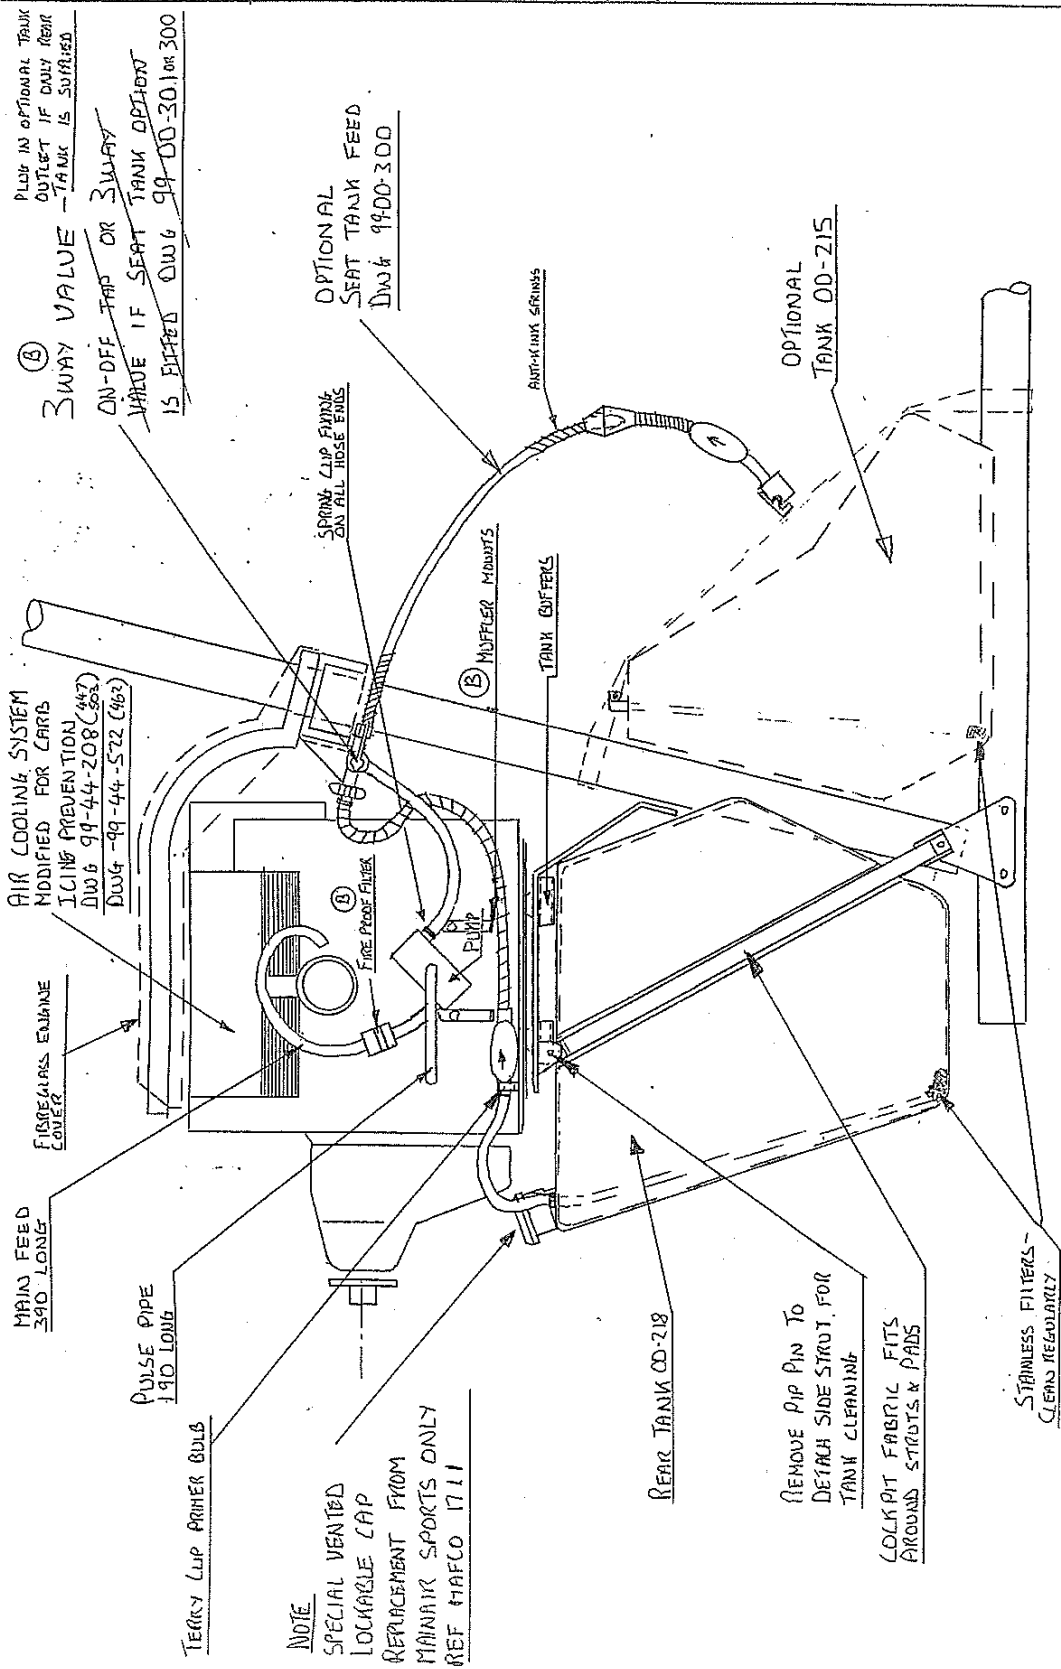 PLUG IN OPTIONAL TANK
OUTLET IF ONLY REAR
TANK IS SUPPLIED
B
3WAY VALUE -
ON-OFF TAP OR 3WAY
VALUE IF SEAT TANK OPTION
IS FITTED DWG 99-00-301 OR 300
AIR COOLING SYSTEM
MODIFIED FOR CARB
ICING PREVENTION
DWG 99-44-208 (447)
503
DWG-99-44-522 (462)
FIBREGLASS ENGINE
COVER
MAIN FEED
390 LONG
PULSE PIPE
190 LONG
TERRY CLIP PRIMER BULB
NOTE
SPECIAL VENTED
LOCKABLE CAP
REPLACEMENT FROM
MAINAIR SPORTS ONLY
REF MAFCO 1711
OPTIONAL
SEAT TANK FEED
DWG 99-00-300
SPRING CLIP FIXING
ON ALL HOSE ENDS
ANTI-KINK SPRINGS
B
FIRE PROOF FILTER
PUMP
B
MUFFLER MOUNTS
TANK BUFFERS
OPTIONAL
TANK 00-215
REAR TANK 00-218
REMOVE PIP PIN TO
DETACH SIDE STRUT FOR
TANK CLEANING
COCKPIT FABRIC FITS
AROUND STRUTS & PADS
STAINLESS FILTERS-
CLEAN REGULARLY